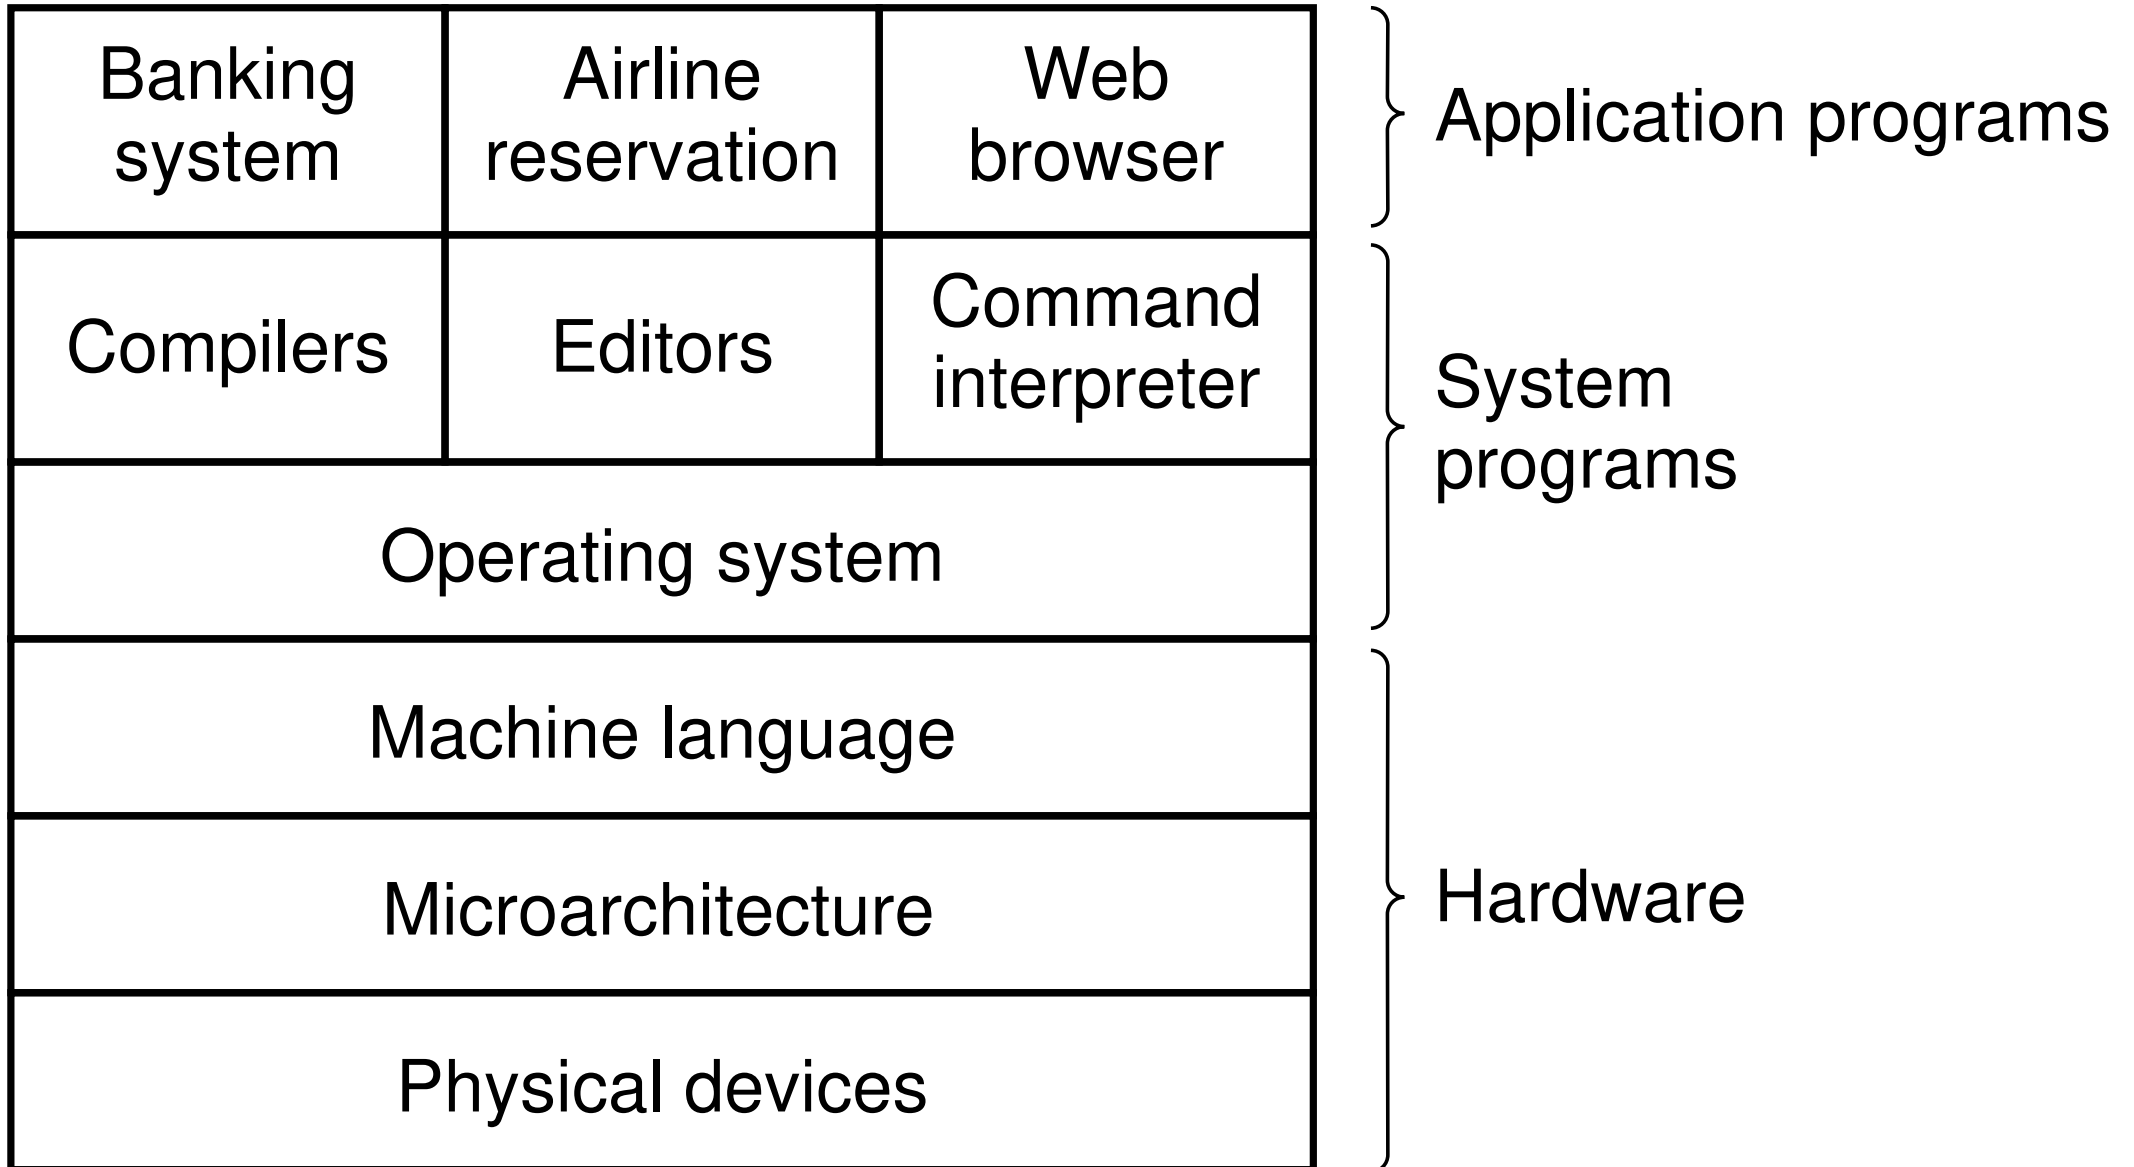 Banking
system
Airline
reservation
Web
browser
Application programs
Compilers
Editors
Command
interpreter
System
programs
Operating system
Machine language
Microarchitecture
Hardware
Physical devices